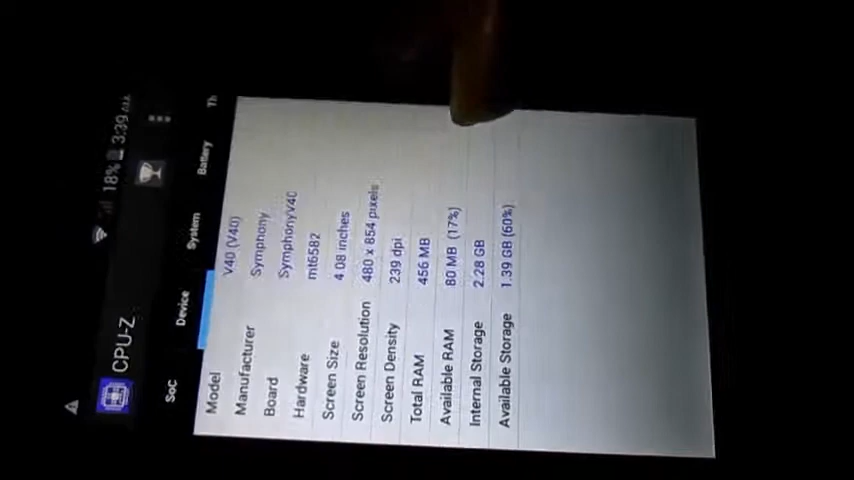 18% 3:39 AM
CPU-Z
SoC Device System Battery Th
Model V40 (V40)
Manufacturer Symphony
Board SymphonyV40
Hardware mt6582
Screen Size 4.08 inches
Screen Resolution 480 x 854 pixels
Screen Density 239 dpi
Total RAM 456 MB
Available RAM 80 MB (17%)
Internal Storage 2.28 GB
Available Storage 1.39 GB (60%)